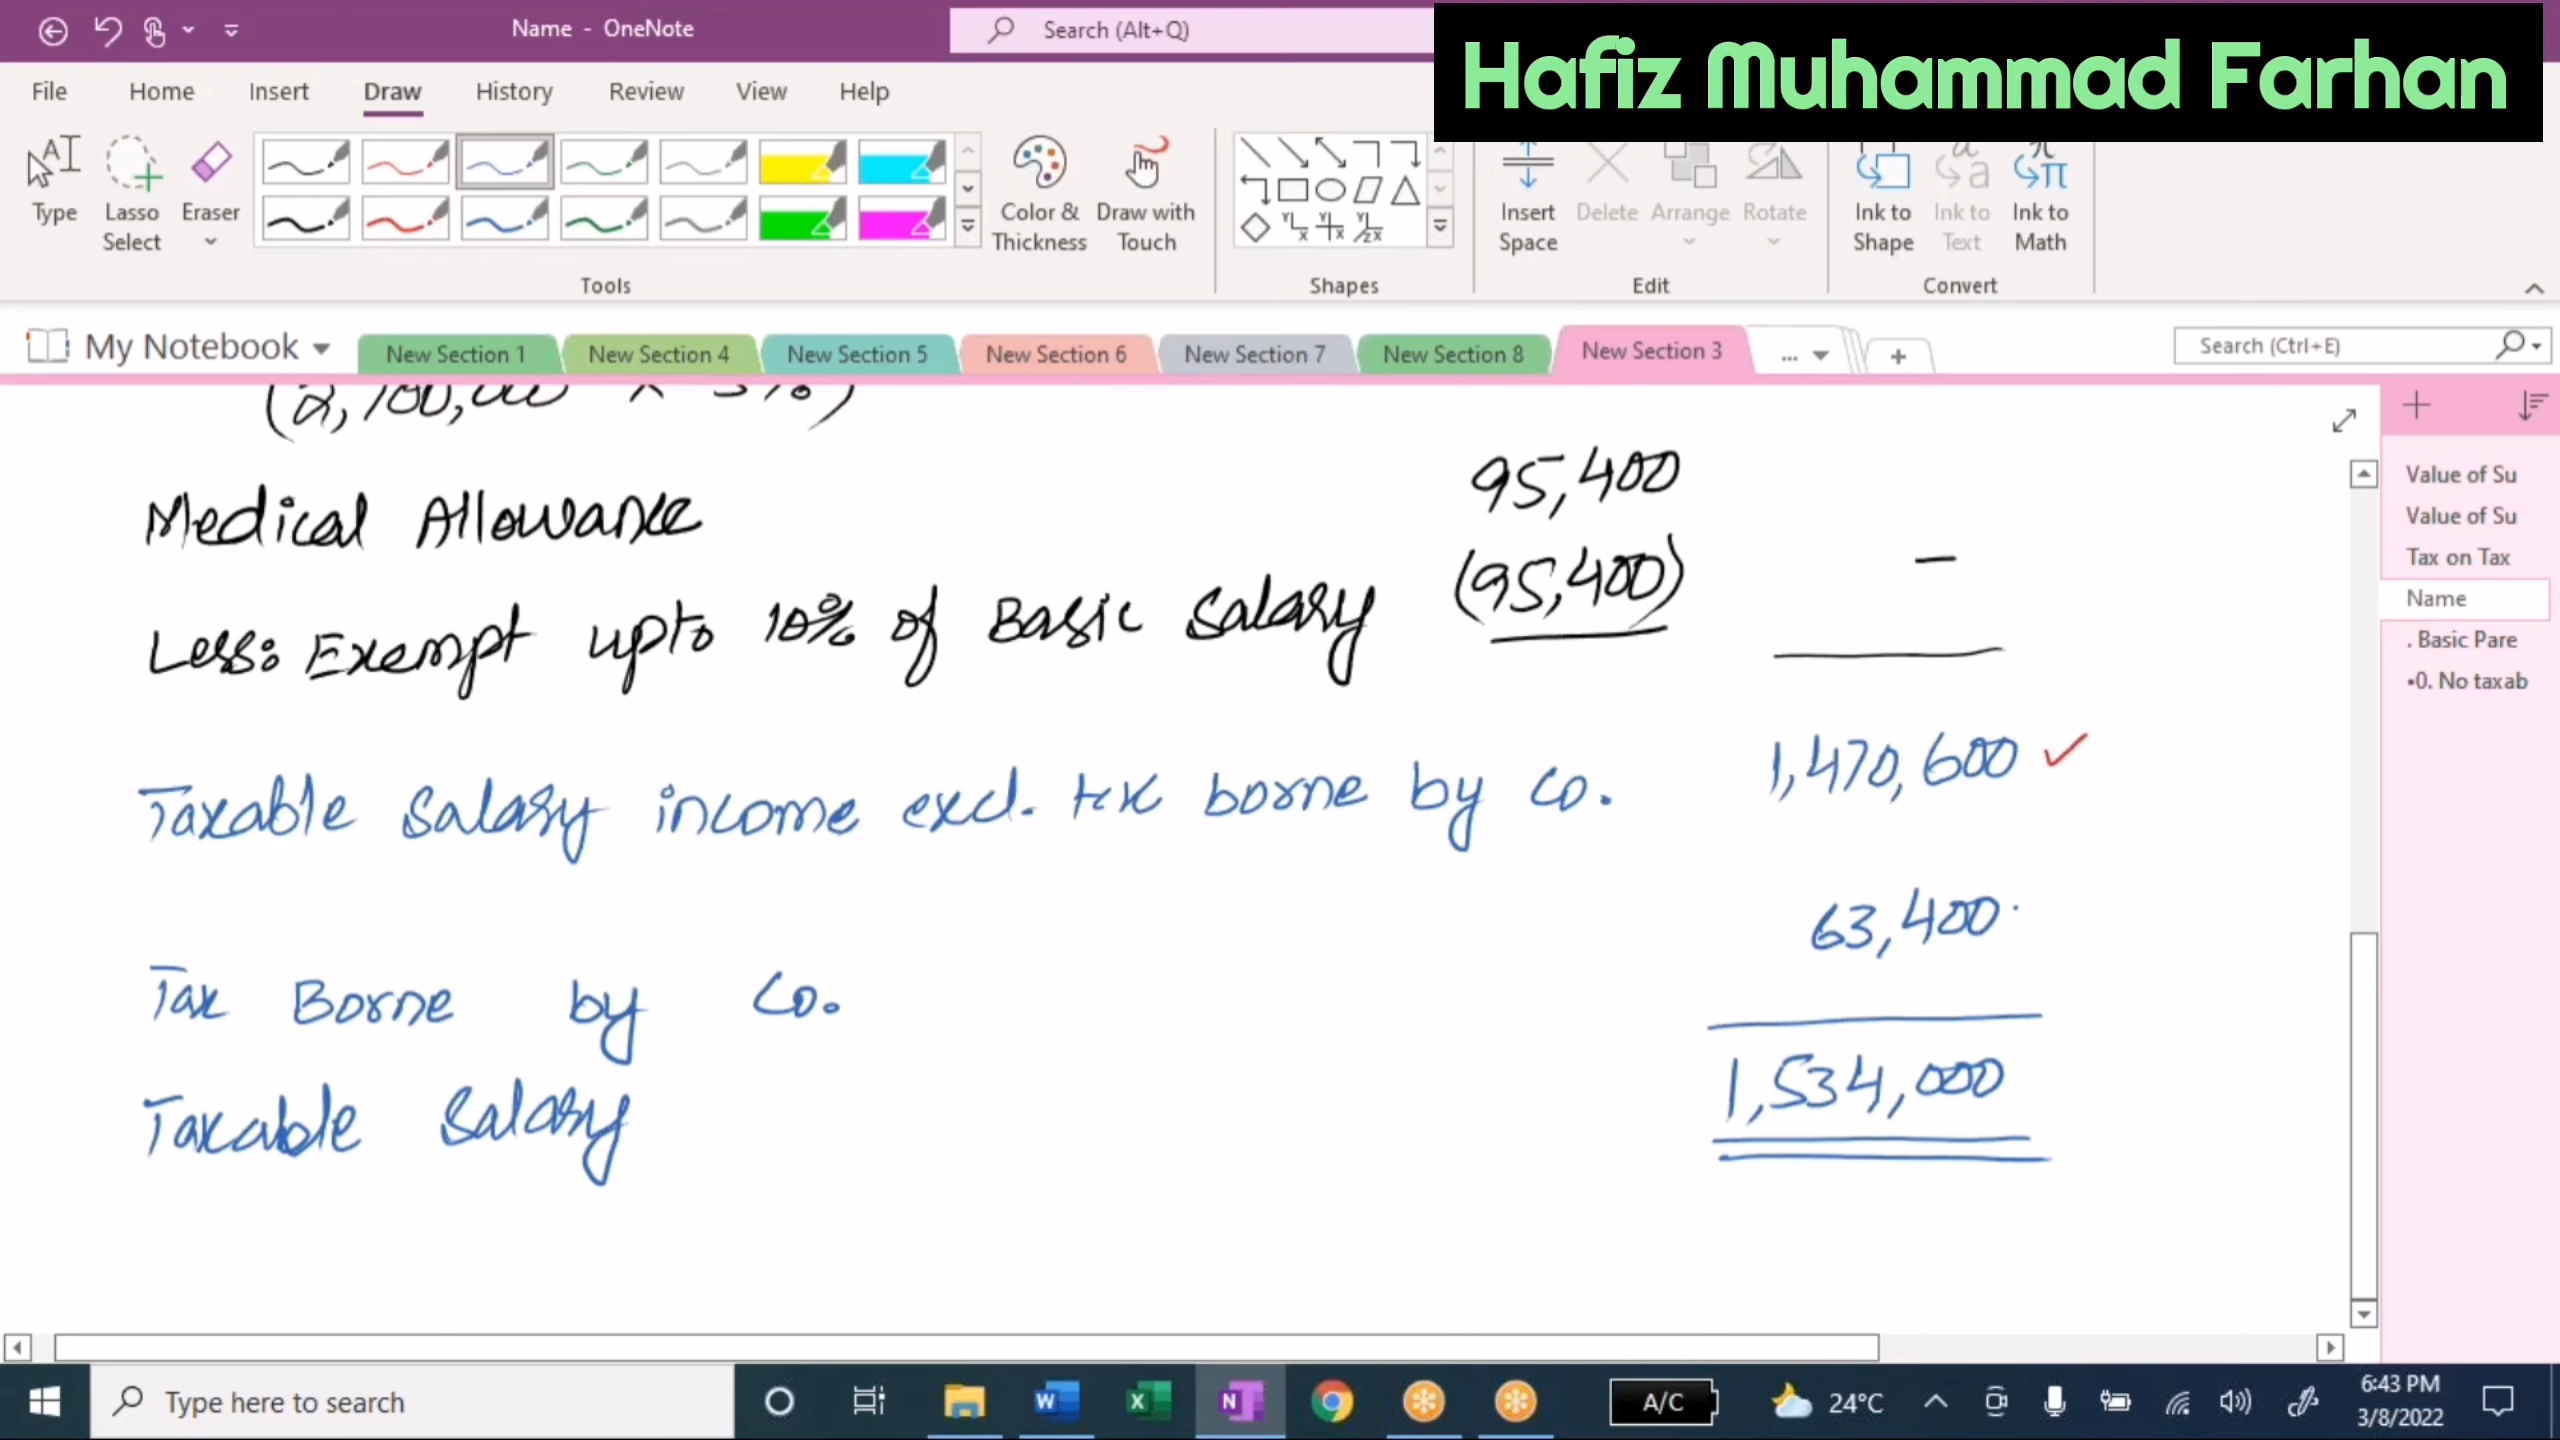 Name - OneNote
Search (Alt+Q)
Hafiz Muhammad Farhan
File Home Insert Draw History Review View Help
Type
Lasso Select
Eraser
Color & Thickness
Draw with Touch
Insert Space
Delete
Arrange
Rotate
Ink to Shape
Ink to Text
Ink to Math
Tools
Shapes
Edit
Convert
My Notebook
New Section 1
New Section 4
New Section 5
New Section 6
New Section 7
New Section 8
New Section 3
...
Search (Ctrl+E)
Value of Su
Value of Su
Tax on Tax
Name
. Basic Pare
•0. No taxab
Medical Allowance 95,400
Less: Exempt upto 10% of Basic Salary (95,400) –
Taxable Salary income excl. tax borne by Co. 1,470,600 ✓
63,400
Tax Borne by Co.
Taxable Salary 1,534,000
Type here to search
A/C
24°C
6:43 PM
3/8/2022